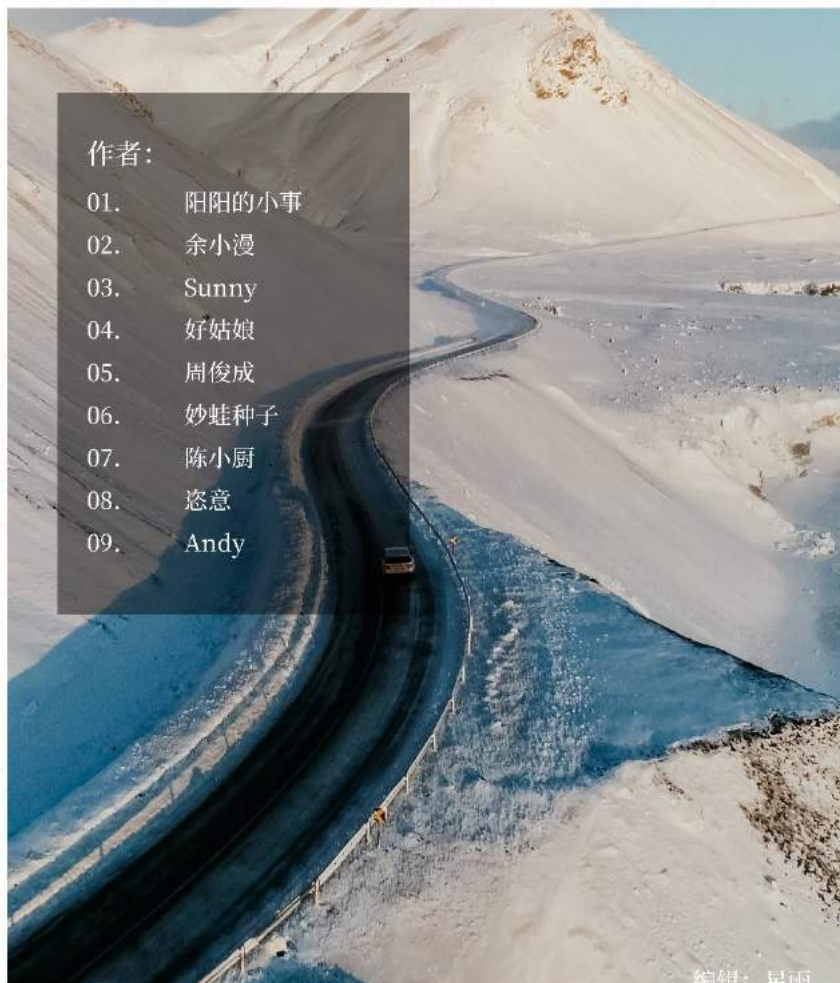 作者：
01. 阳阳的小事
02. 余小漫
03. Sunny
04. 好姑娘
05. 周俊成
06. 妙蛙种子
07. 陈小厨
08. 恣意
09. Andy